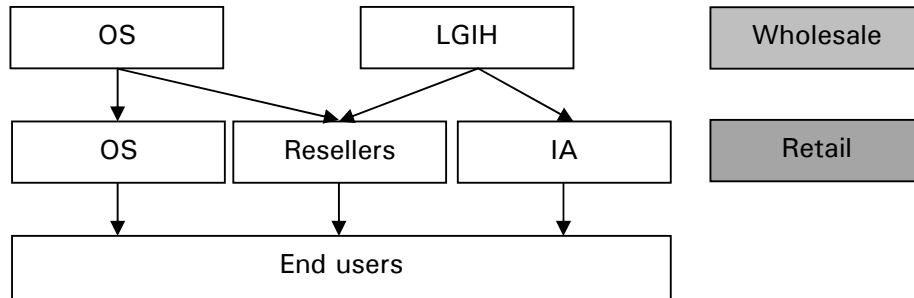 OS
LGIH
Wholesale
OS
Resellers
IA
Retail
End users